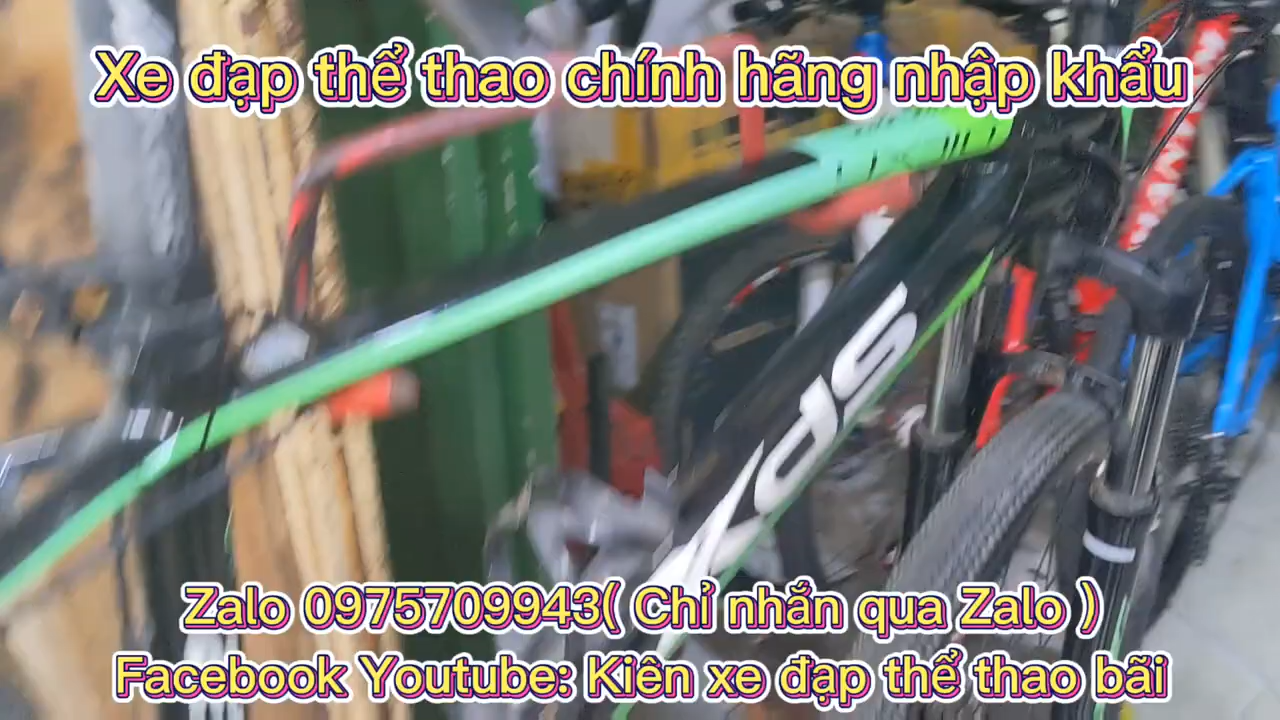 Xe đạp thể thao chính hãng nhập khẩu
xds
Zalo 0975709943( Chỉ nhắn qua Zalo )
Facebook Youtube: Kiên xe đạp thể thao bãi